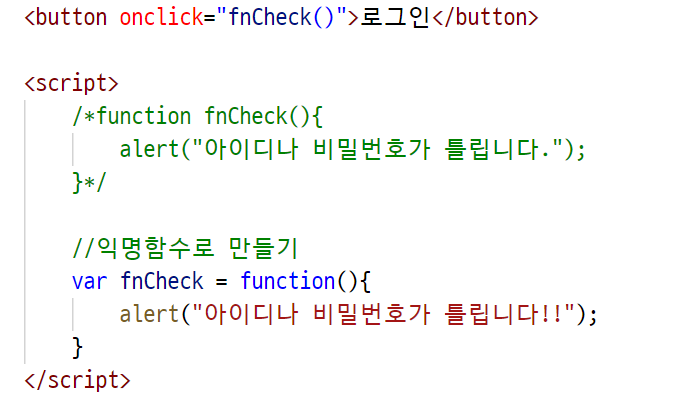 <button onclick="fnCheck()">로그인</button>
<script>
/*function fnCheck(){
alert("아이디나 비밀번호가 틀립니다.");
}*/
//익명함수로 만들기
var fnCheck = function(){
alert("아이디나 비밀번호가 틀립니다!!");
}
</script>